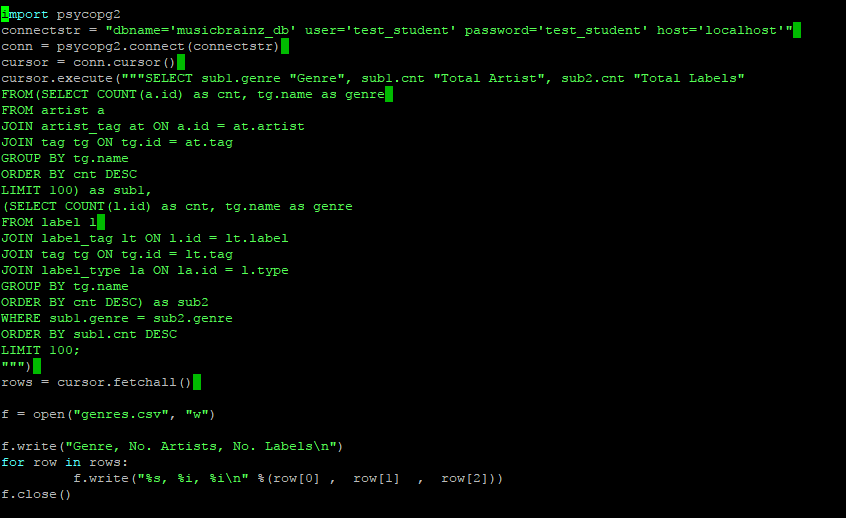 import psycopg2
connectstr = "dbname='musicbrainz_db' user='test_student' password='test_student' host='localhost'"
conn = psycopg2.connect(connectstr)
cursor = conn.cursor()
cursor.execute("""SELECT sub1.genre "Genre", sub1.cnt "Total Artist", sub2.cnt "Total Labels"
FROM(SELECT COUNT(a.id) as cnt, tg.name as genre
FROM artist a
JOIN artist_tag at ON a.id = at.artist
JOIN tag tg ON tg.id = at.tag
GROUP BY tg.name
ORDER BY cnt DESC
LIMIT 100) as sub1,
(SELECT COUNT(l.id) as cnt, tg.name as genre
FROM label l
JOIN label_tag lt ON l.id = lt.label
JOIN tag tg ON tg.id = lt.tag
JOIN label_type la ON la.id = l.type
GROUP BY tg.name
ORDER BY cnt DESC) as sub2
WHERE sub1.genre = sub2.genre
ORDER BY sub1.cnt DESC
LIMIT 100;
""")
rows = cursor.fetchall()
f = open("genres.csv", "w")
f.write("Genre, No. Artists, No. Labels\n")
for row in rows:
        f.write("%s, %i, %i\n" %(row[0] ,  row[1]  ,  row[2]))
f.close()